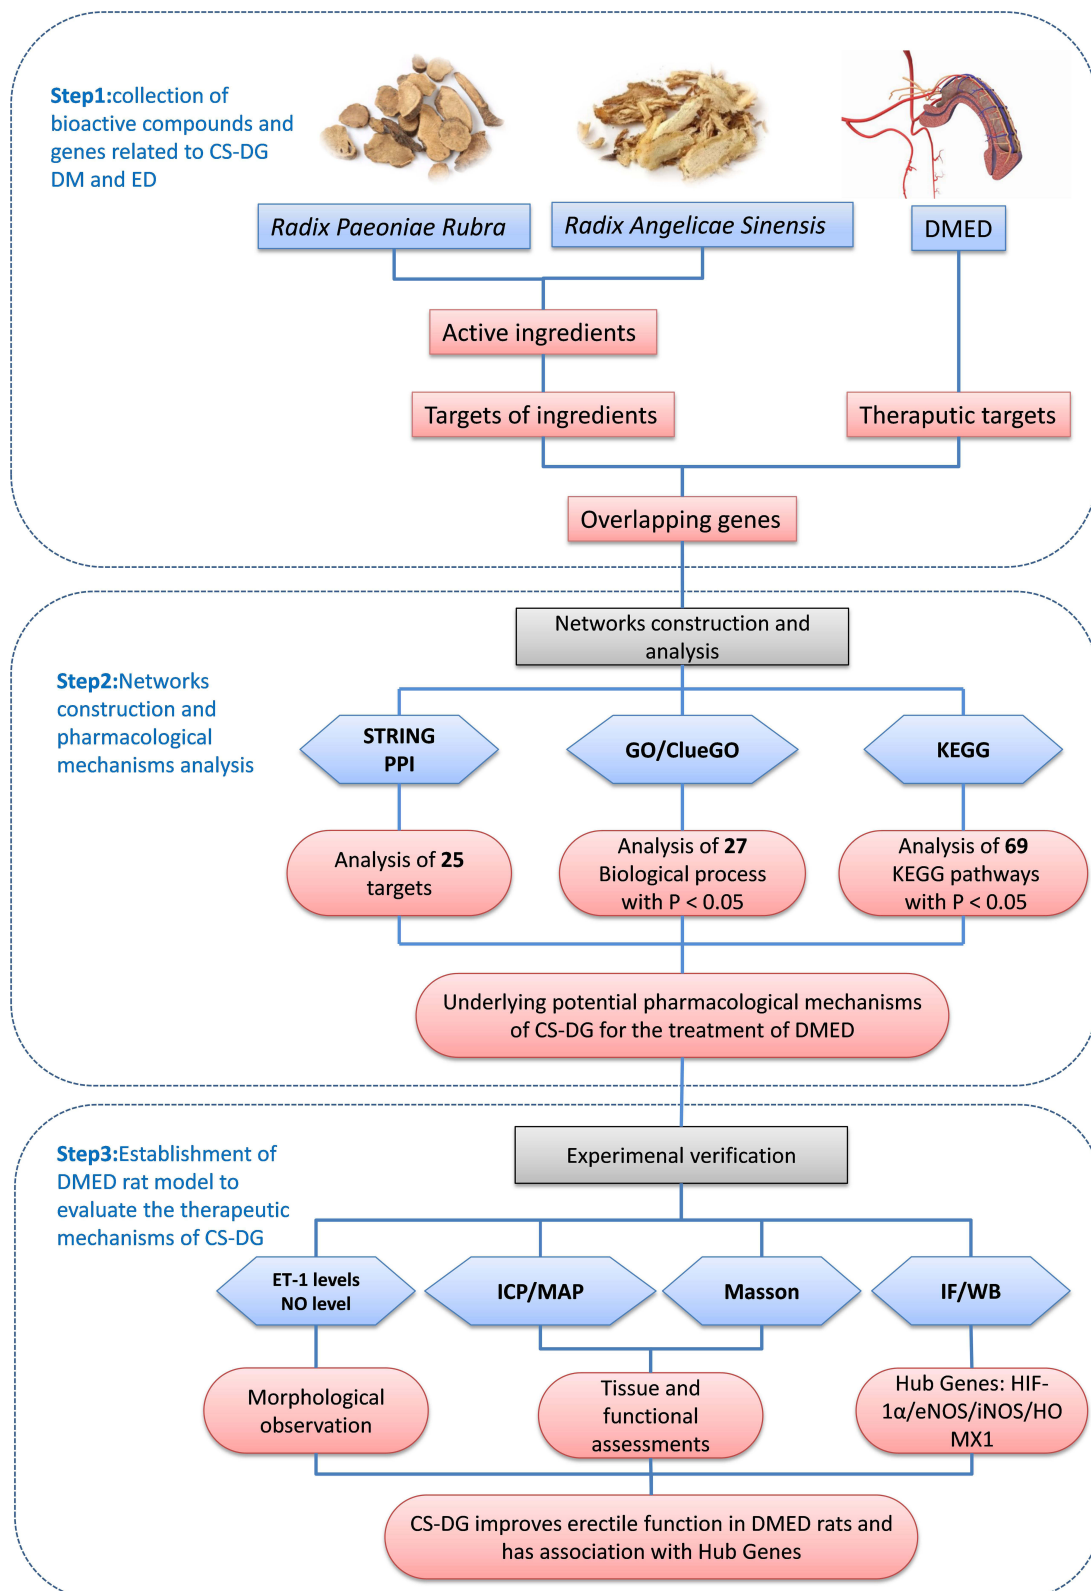 Step1:collection of
bioactive compounds and
genes related to CS-DG
DM and ED
Radix Paeoniae Rubra
Radix Angelicae Sinensis
DMED
Active ingredients
Targets of ingredients
Theraputic targets
Overlapping genes
Networks construction and
analysis
Step2:Networks
construction and
pharmacological
mechanisms analysis
STRING
PPI
GO/ClueGO
KEGG
Analysis of 25
targets
Analysis of 27
Biological process
with P < 0.05
Analysis of 69
KEGG pathways
with P < 0.05
Underlying potential pharmacological mechanisms
of CS-DG for the treatment of DMED
Step3:Establishment of
DMED rat model to
evaluate the therapeutic
mechanisms of CS-DG
Experimenal verification
ET-1 levels
NO level
ICP/MAP
Masson
IF/WB
Morphological
observation
Tissue and
functional
assessments
Hub Genes: HIF-
1α/eNOS/iNOS/HO
MX1
CS-DG improves erectile function in DMED rats and
has association with Hub Genes